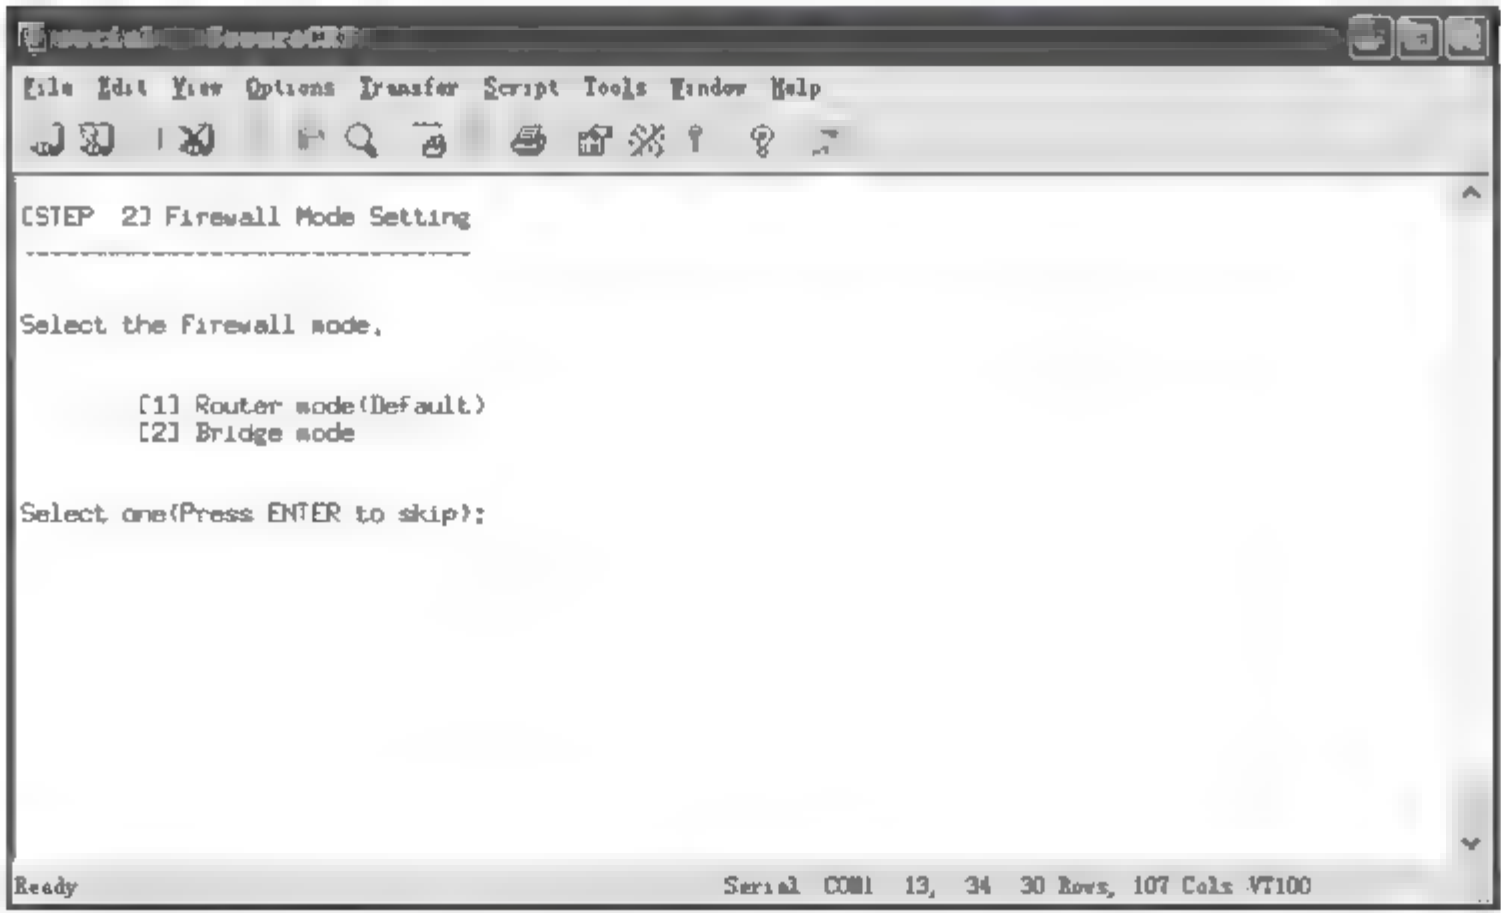 File Edit View Options Transfer Script Tools Window Help
[STEP  2] Firewall Mode Setting
-------------------------------
Select the firewall mode.
[1] Router mode(Default)
[2] Bridge mode
Select one(Press ENTER to skip):
Ready Serial COM1 13, 34 30 Rows, 107 Cols VT100